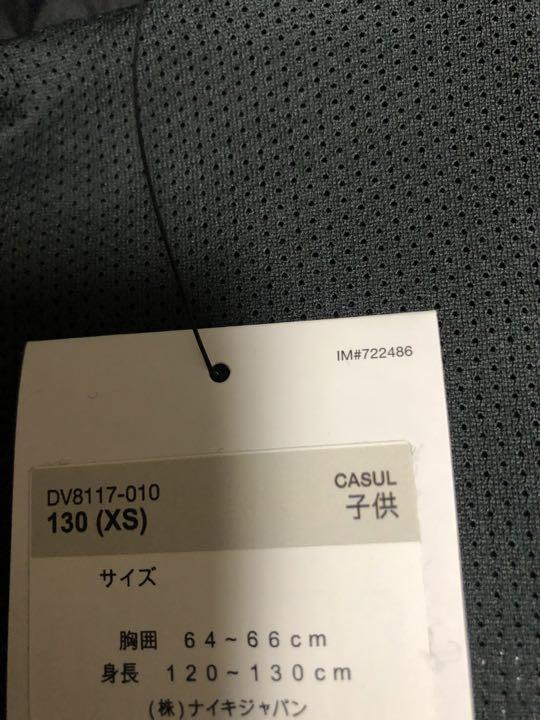 IM#722486
DV8117-010
CASUL
130 (XS)
子供
サイズ
胸囲 64~66cm
身長 120~130cm
(株)ナイキジャパン